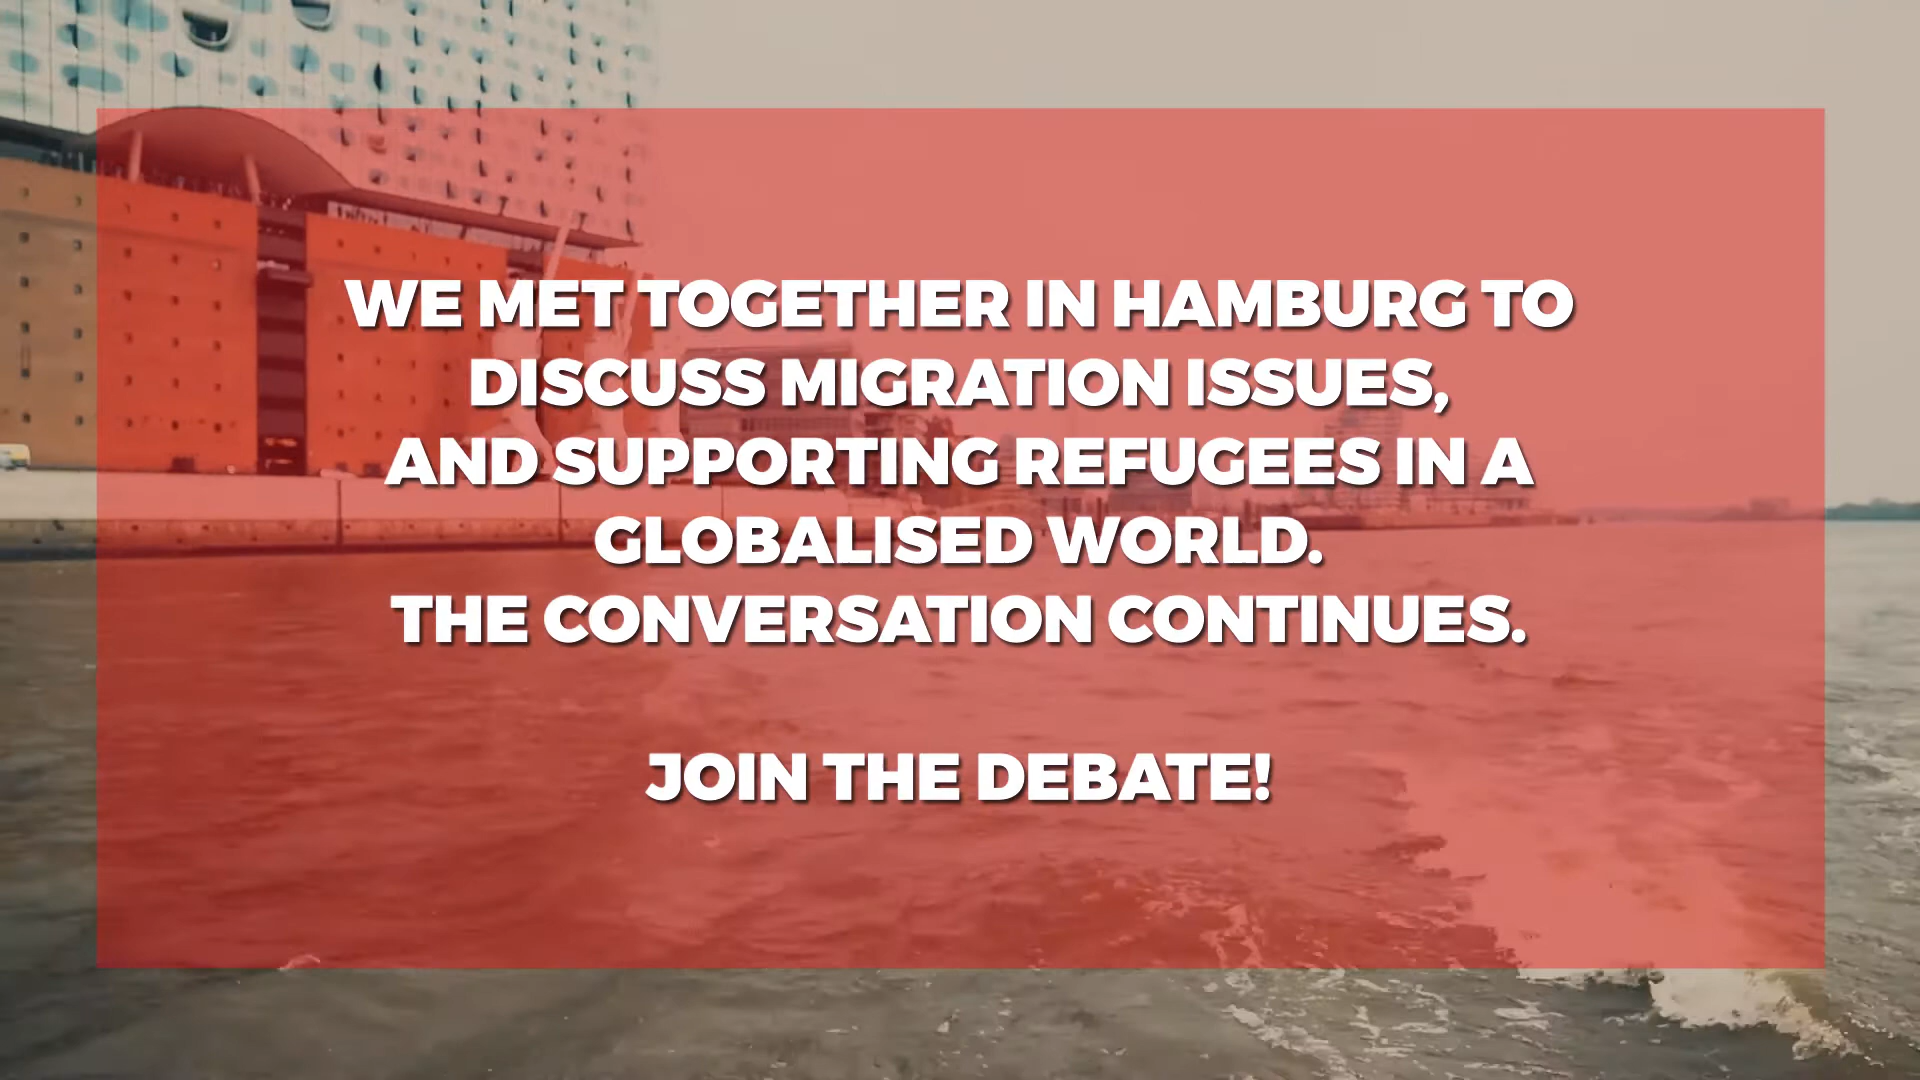 WE MET TOGETHER IN HAMBURG TO
DISCUSS MIGRATION ISSUES,
AND SUPPORTING REFUGEES IN A
GLOBALISED WORLD.
THE CONVERSATION CONTINUES.
JOIN THE DEBATE!